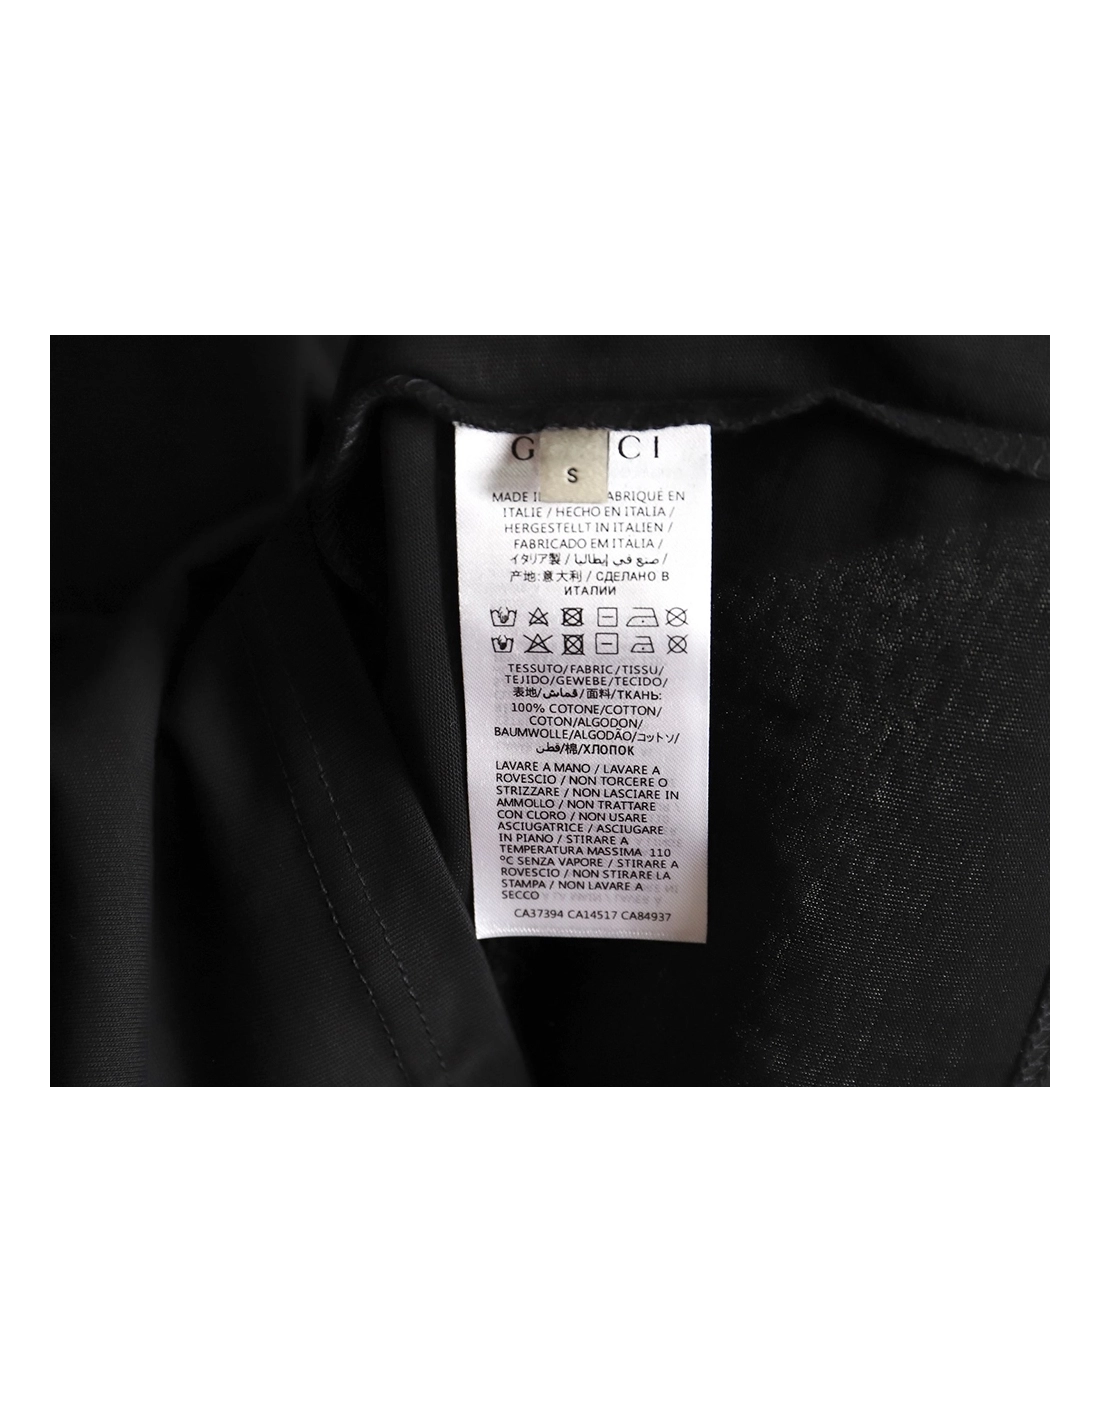 G CI
S
MADE I ABRIQUÉ EN
ITALIE / HECHO EN ITALIA /
HERGESTELLT IN ITALIEN /
FABRICADO EM ITALIA /
イタリア製 / صنع في إيطاليا /
产地:意大利 / СДЕЛАНО В
ИТАЛИИ
TESSUTO/FABRIC/TISSU/
TEJIDO/GEWEBE/TECIDO/
表地/قماش/面料/ТКАНЬ:
100% COTONE/COTTON/
COTON/ALGODON/
BAUMWOLLE/ALGODÃO/コットソ/
قطن/棉/ХЛОПОК
LAVARE A MANO / LAVARE A
ROVESCIO / NON TORCERE O
STRIZZARE / NON LASCIARE IN
AMMOLLO / NON TRATTARE
CON CLORO / NON USARE
ASCIUGATRICE / ASCIUGARE
IN PIANO / STIRARE A
TEMPERATURA MASSIMA 110
°C SENZA VAPORE / STIRARE A
ROVESCIO / NON STIRARE LA
STAMPA / NON LAVARE A
SECCO
CA37394 CA14517 CA84937